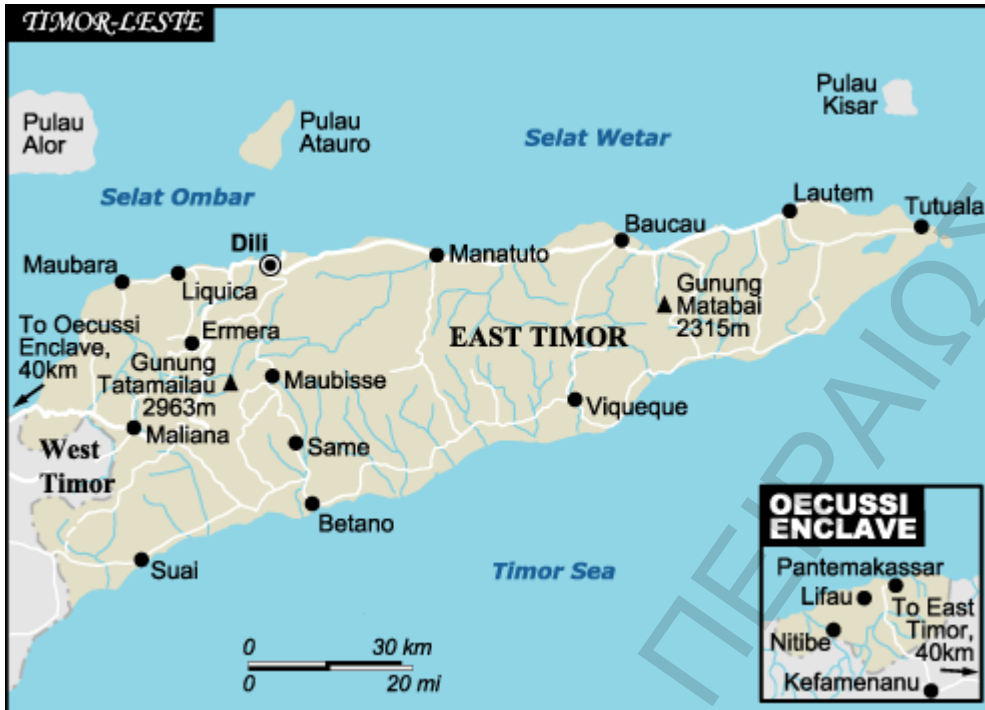 TIMOR-LESTE
Pulau
Alor
Pulau
Atauro
Pulau
Kisar
Selat Wetar
Selat Ombar
Lautem
Tutuala
Baucau
Dili
Manatuto
Maubara
Liquica
Gunung
Matabai
2315m
To Oecussi
Enclave,
40km
Ermera
EAST TIMOR
Gunung
Tatamailau
2963m
Maubisse
Viqueque
Maliana
West
Timor
Same
Betano
Suai
Timor Sea
0 30 km
0 20 mi
OECUSSI
ENCLAVE
Pantemakassar
Lifau
To East
Timor,
40km
Nitibe
Kefamenanu
ΠΕΙΡΑΙΩΣ